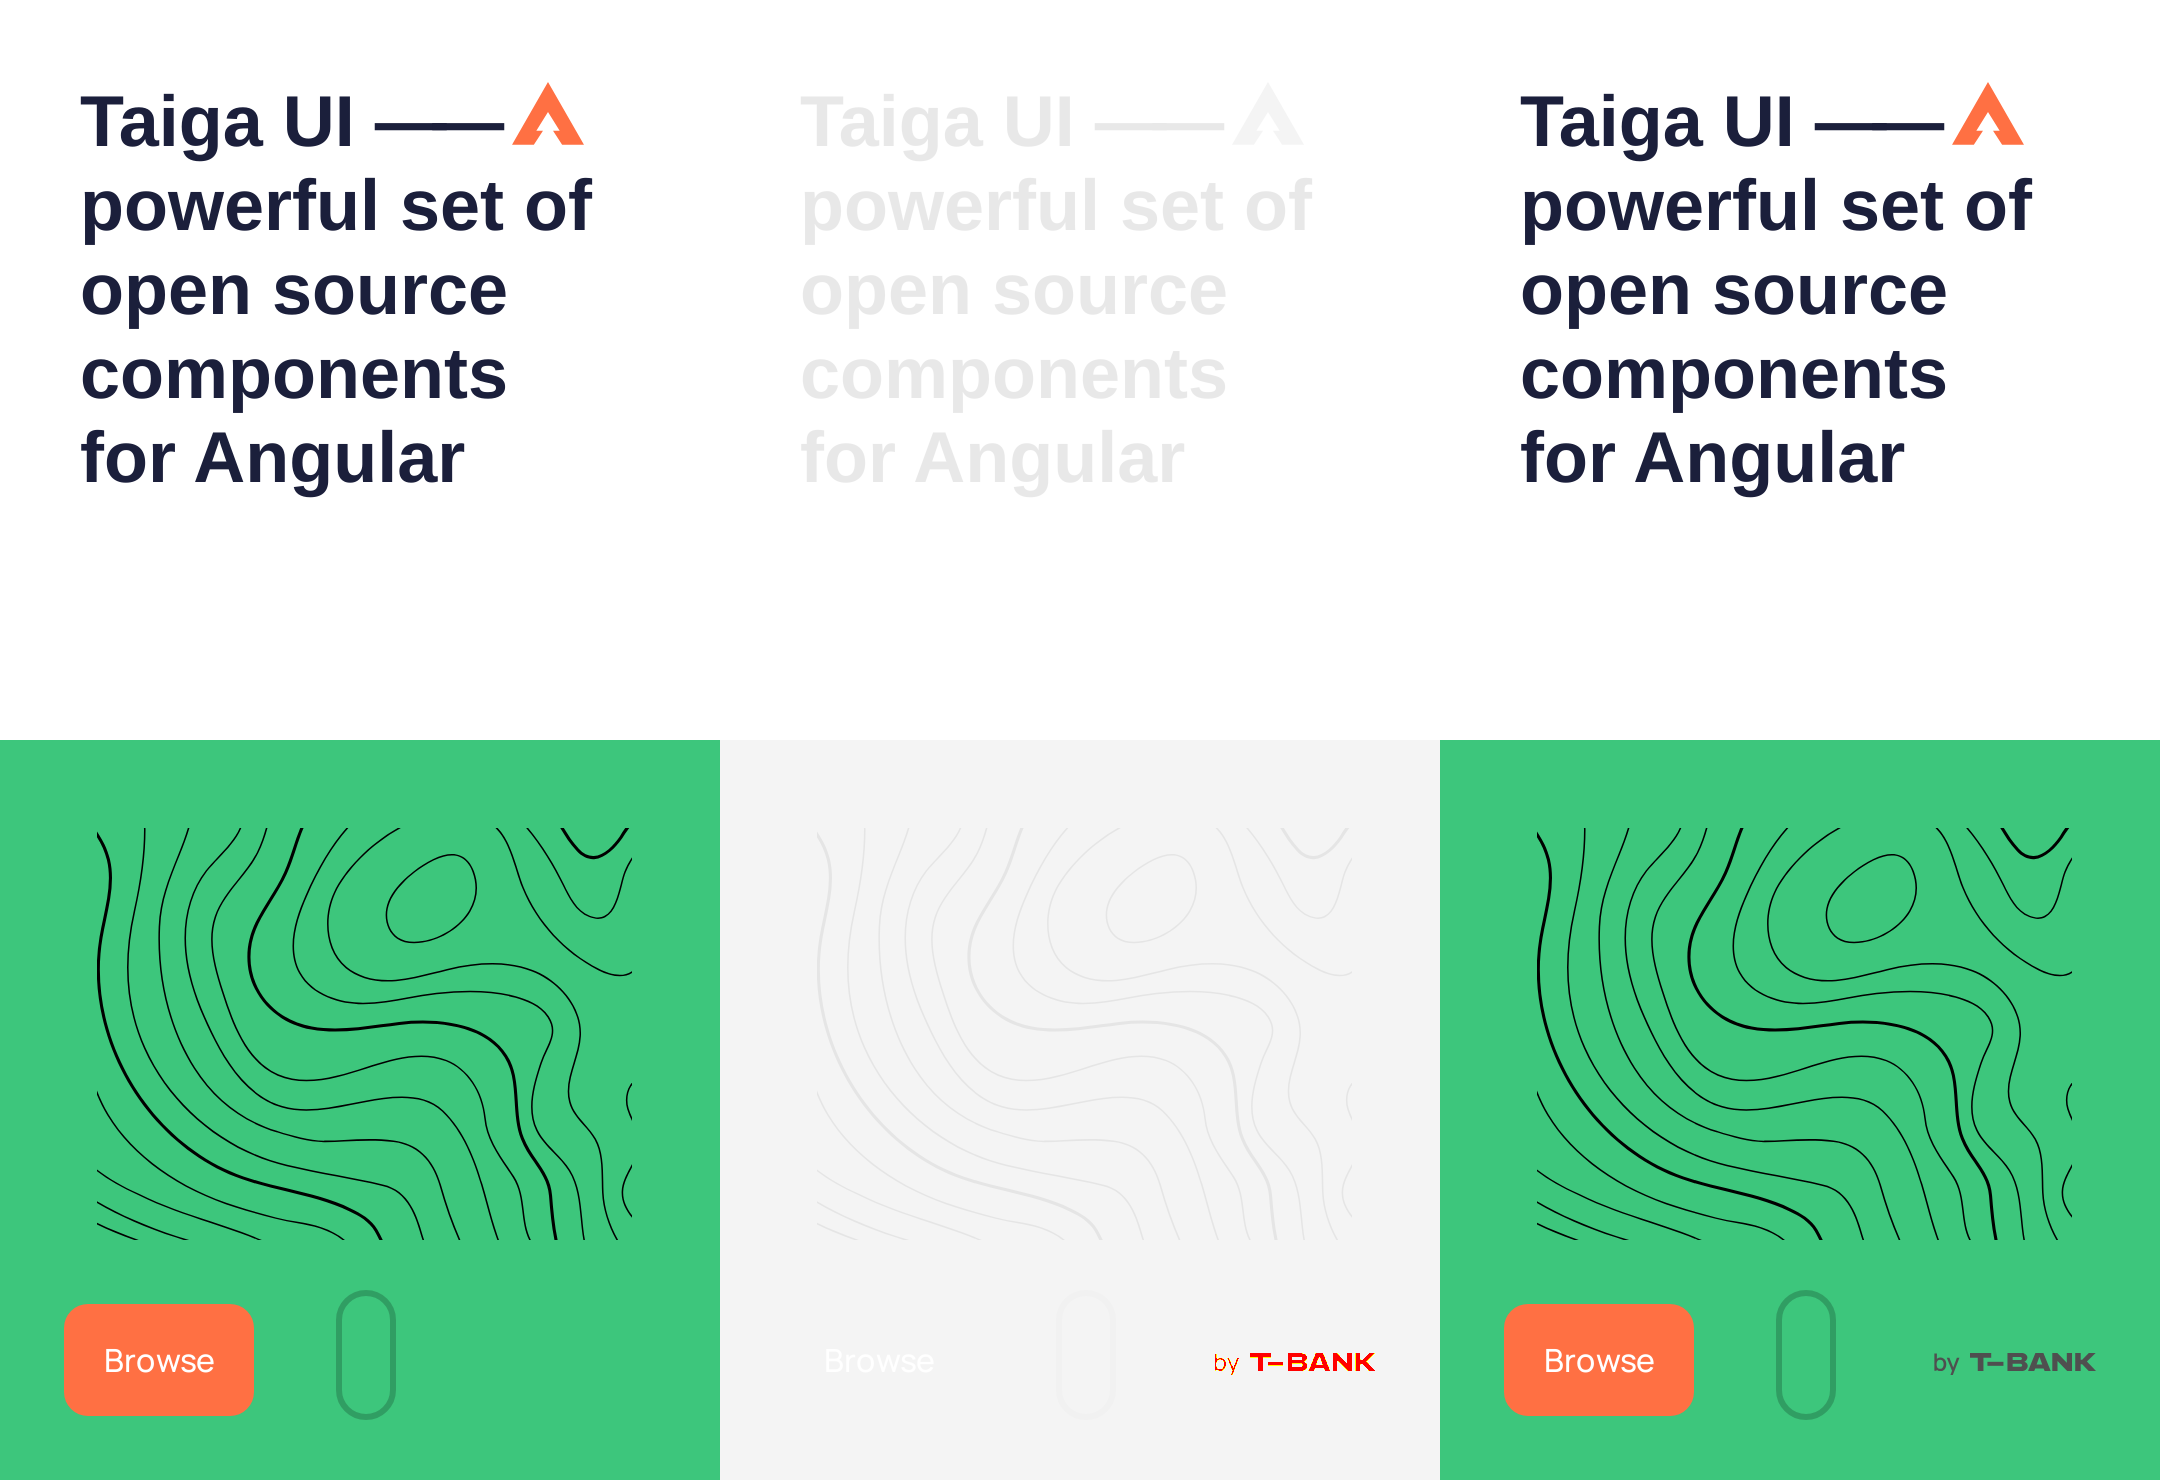 Taiga UI ——
powerful set of
open source
components
for Angular
Browse
Taiga UI ——
powerful set of
open source
components
for Angular
Browse
by T-BANK
Taiga UI ——
powerful set of
open source
components
for Angular
Browse
by T-BANK